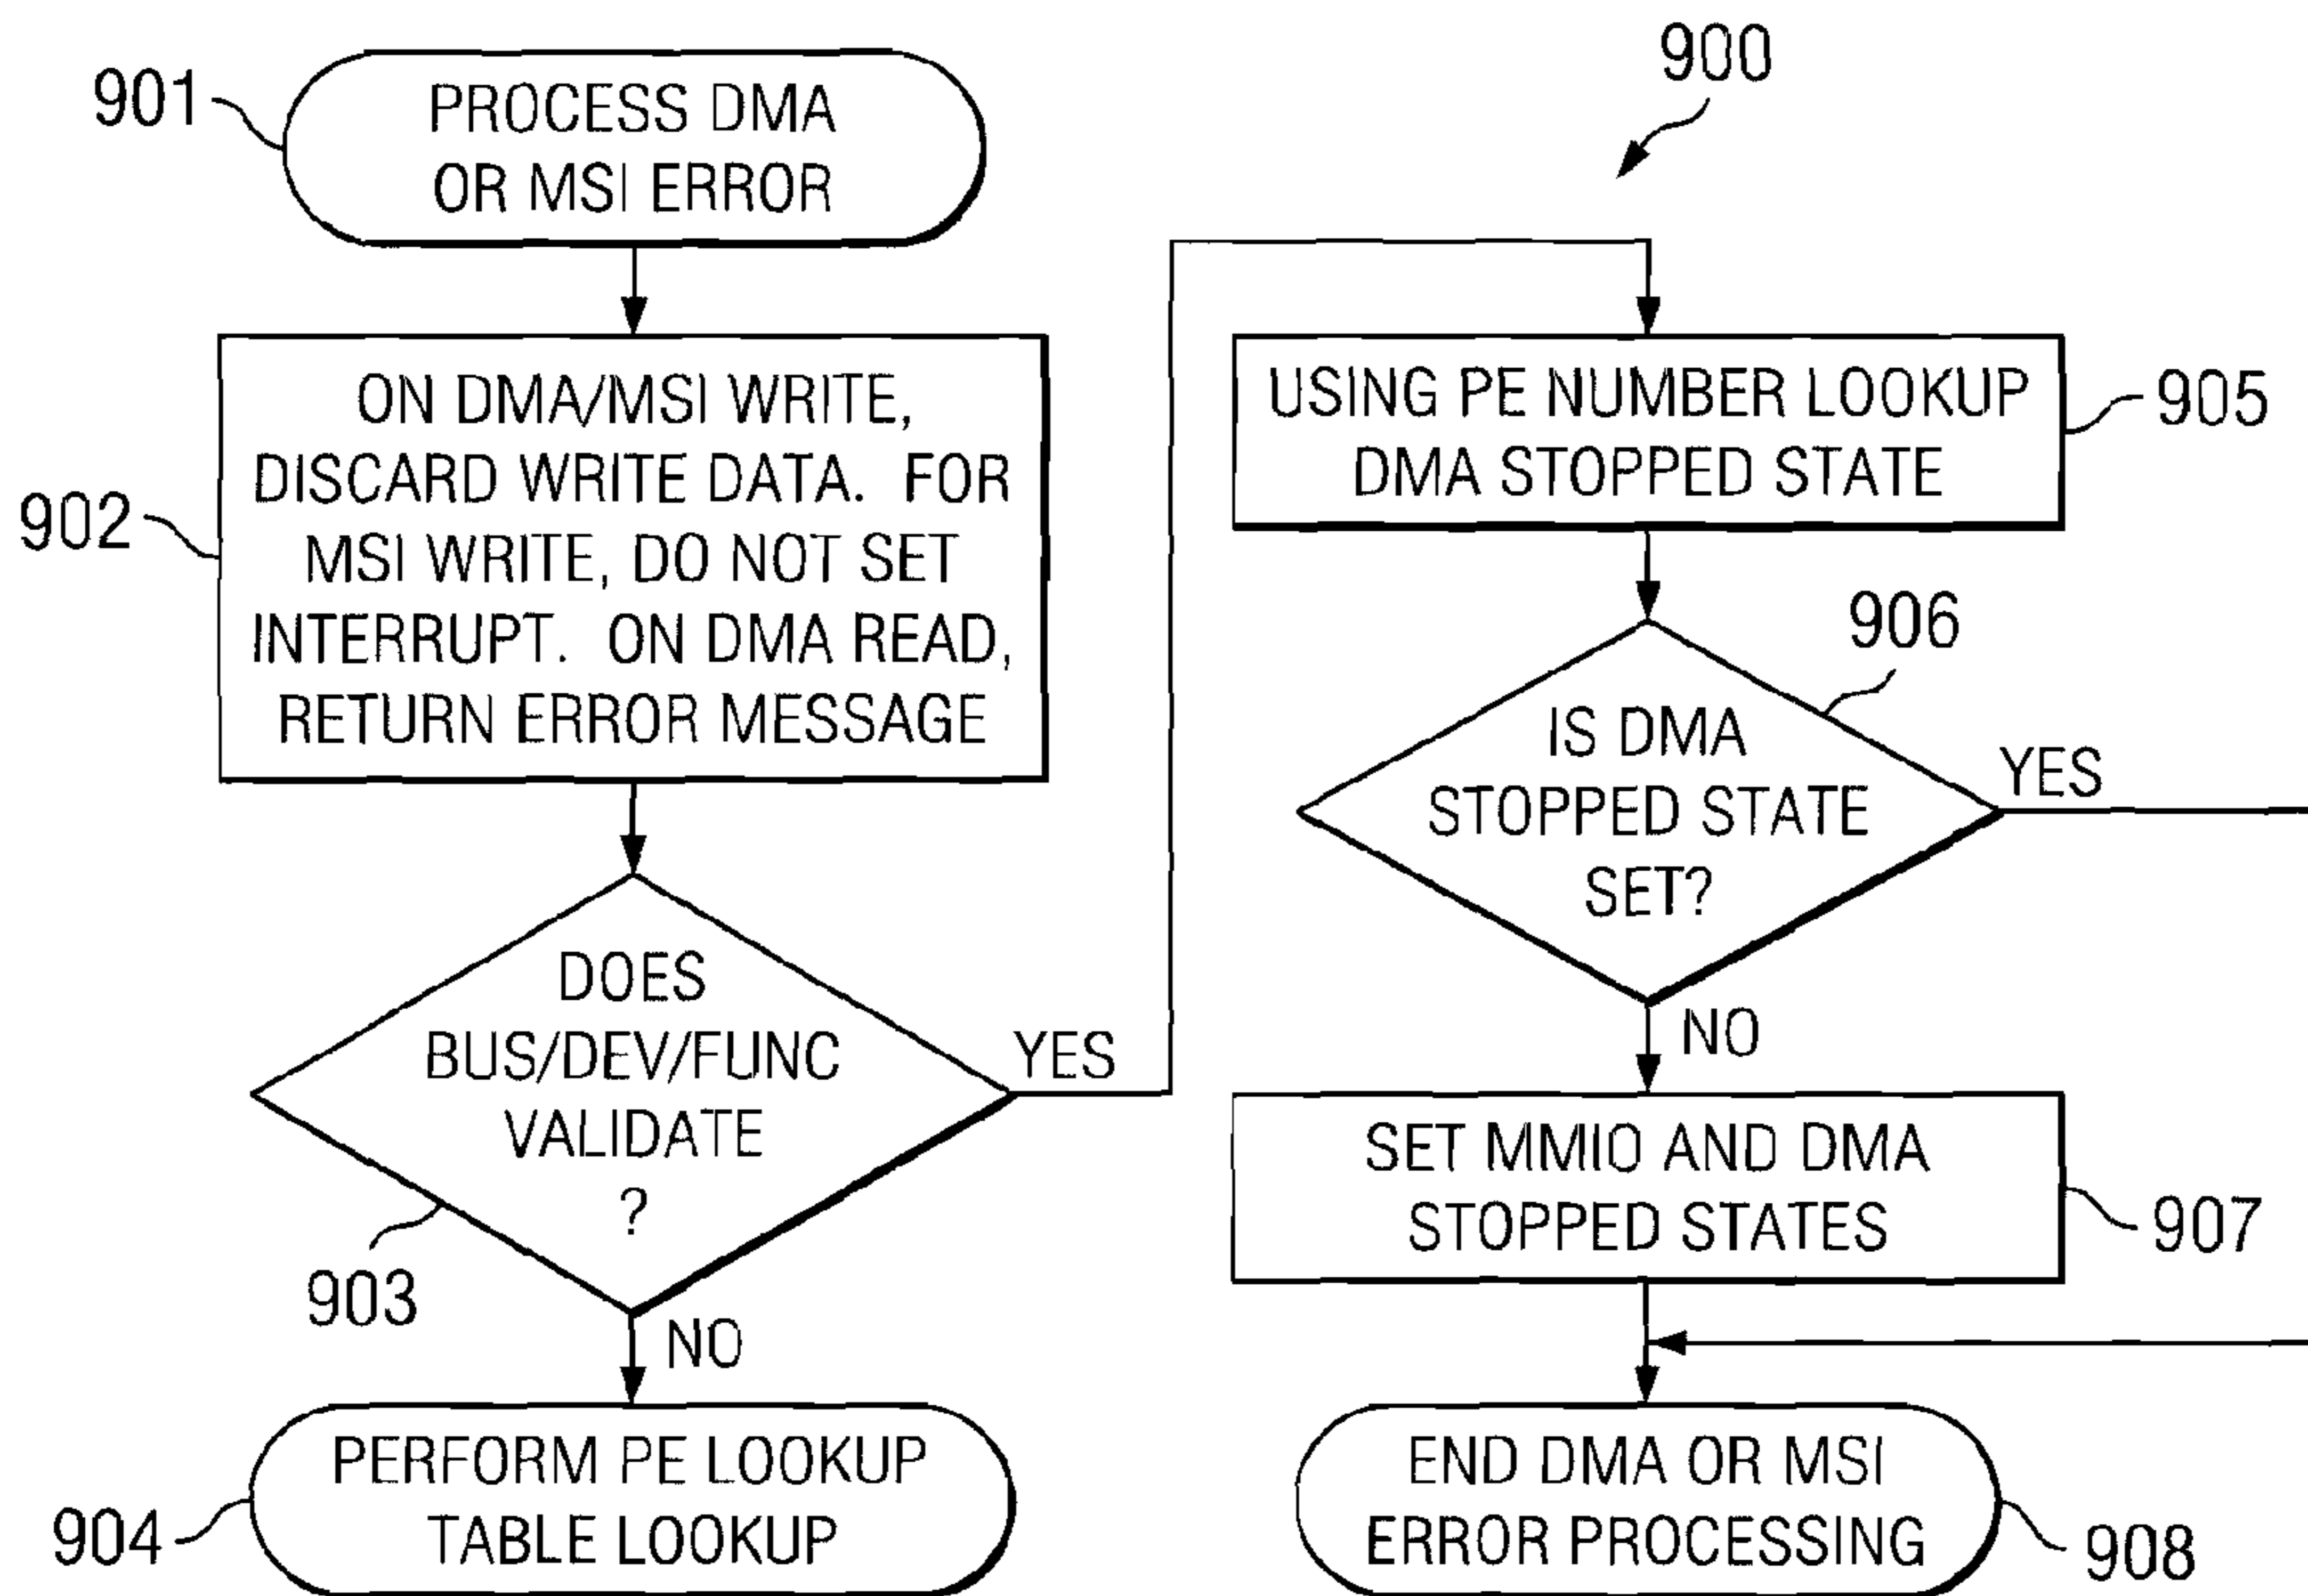 900
901
PROCESS DMA
OR MSI ERROR
902
ON DMA/MSI WRITE,
DISCARD WRITE DATA. FOR
MSI WRITE, DO NOT SET
INTERRUPT. ON DMA READ,
RETURN ERROR MESSAGE
DOES
BUS/DEV/FUNC
VALIDATE
?
YES
903
NO
904
PERFORM PE LOOKUP
TABLE LOOKUP
USING PE NUMBER LOOKUP
DMA STOPPED STATE
905
906
IS DMA
STOPPED STATE
SET?
YES
NO
SET MMIO AND DMA
STOPPED STATES
907
END DMA OR MSI
ERROR PROCESSING
908